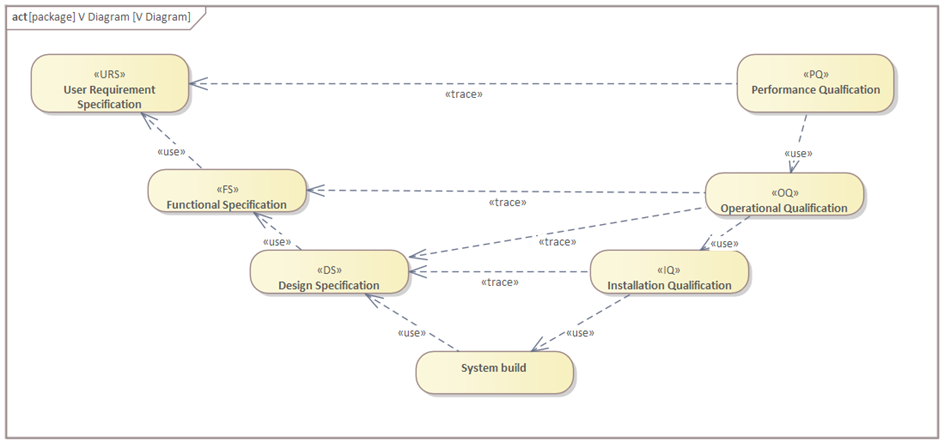 act [package] V Diagram [V Diagram]
«URS»
User Requirement
Specification
«PQ»
Performance Qualfication
«trace»
«use»
«use»
«FS»
Functional Specification
«OQ»
Operational Qualification
«trace»
«use»
«trace»
«use»
«DS»
Design Specification
«IQ»
Installation Qualification
«trace»
«use»
«use»
System build